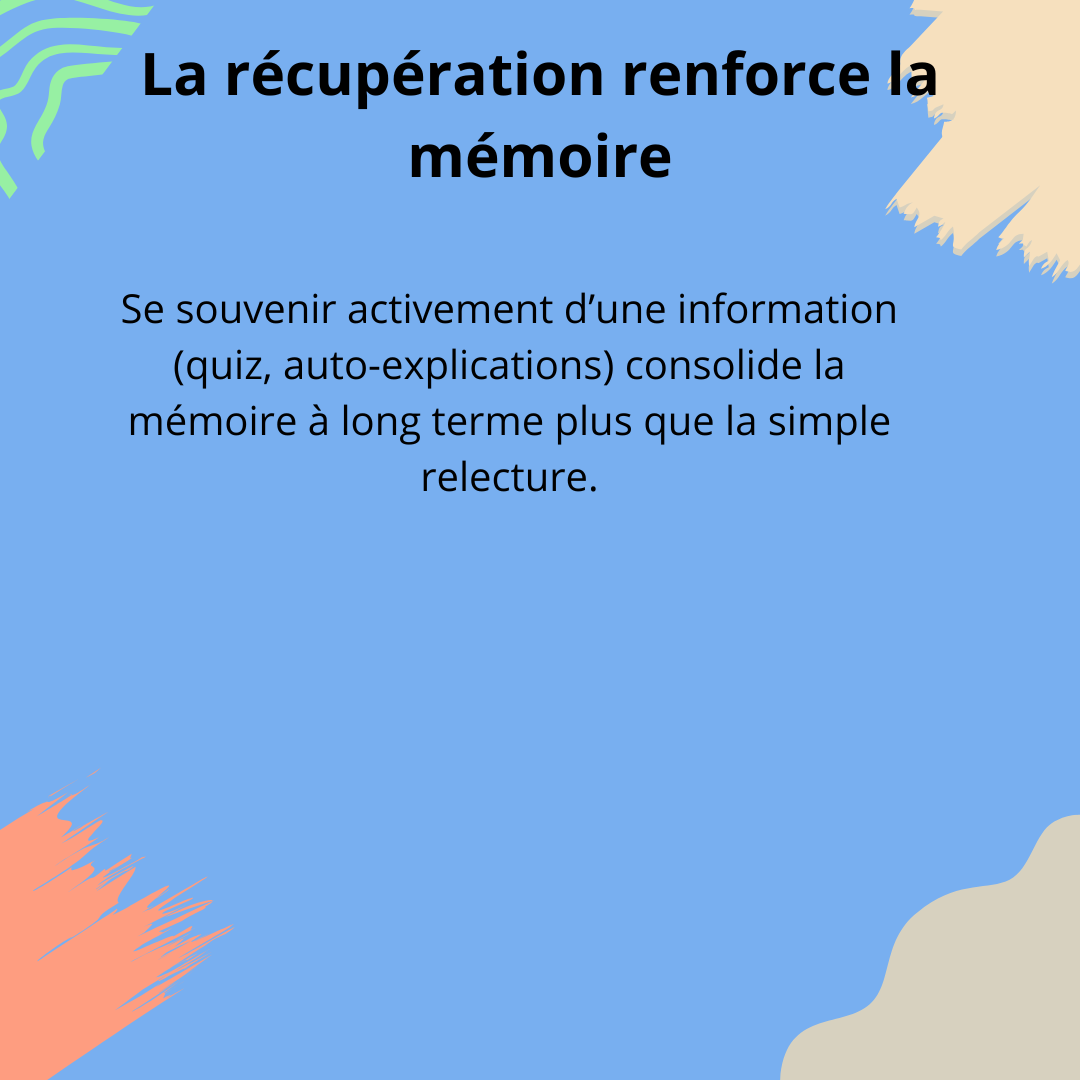 La récupération renforce la
mémoire
Se souvenir activement d’une information
(quiz, auto-explications) consolide la
mémoire à long terme plus que la simple
relecture.